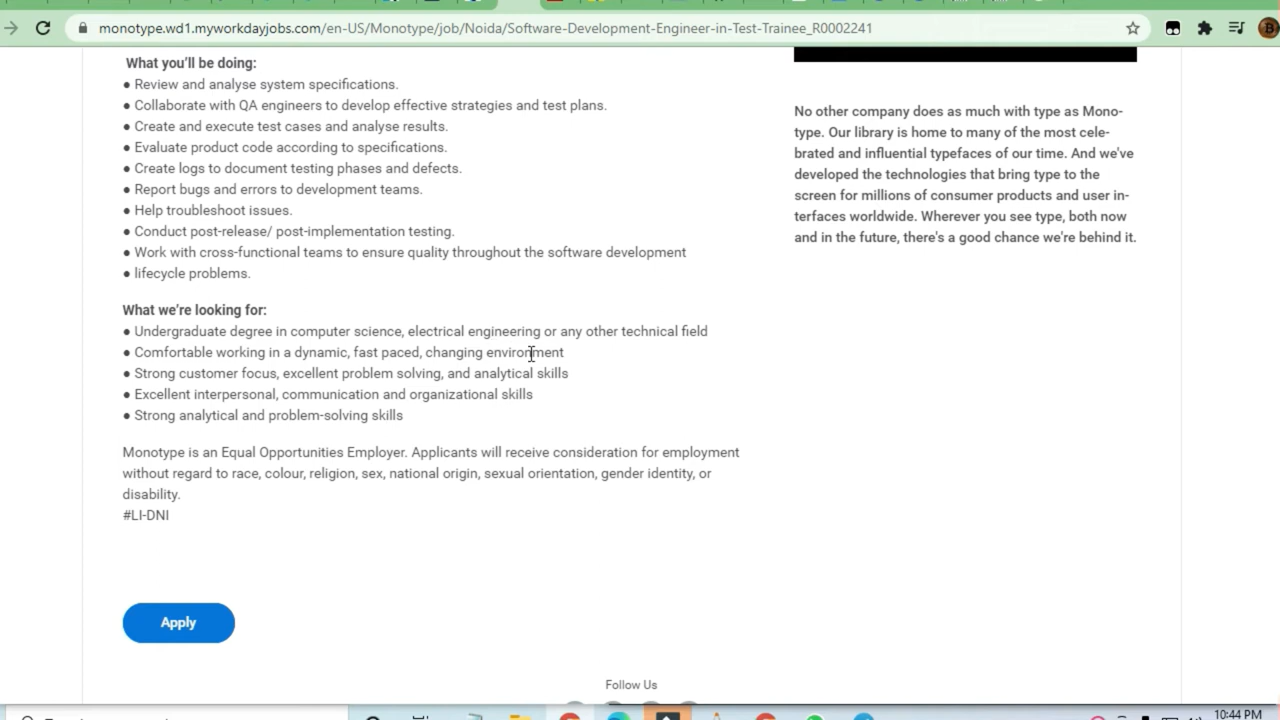 monotype.wd1.myworkdayjobs.com/en-US/Monotype/job/Noida/Software-Development-Engineer-in-Test-Trainee_R0002241
What you'll be doing:
● Review and analyse system specifications.
● Collaborate with QA engineers to develop effective strategies and test plans.
● Create and execute test cases and analyse results.
● Evaluate product code according to specifications.
● Create logs to document testing phases and defects.
● Report bugs and errors to development teams.
● Help troubleshoot issues.
● Conduct post-release/ post-implementation testing.
● Work with cross-functional teams to ensure quality throughout the software development
● lifecycle problems.
What we're looking for:
● Undergraduate degree in computer science, electrical engineering or any other technical field
● Comfortable working in a dynamic, fast paced, changing environment
● Strong customer focus, excellent problem solving, and analytical skills
● Excellent interpersonal, communication and organizational skills
● Strong analytical and problem-solving skills
Monotype is an Equal Opportunities Employer. Applicants will receive consideration for employment
without regard to race, colour, religion, sex, national origin, sexual orientation, gender identity, or
disability.
#LI-DNI
Apply
No other company does as much with type as Mono-
type. Our library is home to many of the most cele-
brated and influential typefaces of our time. And we've
developed the technologies that bring type to the
screen for millions of consumer products and user in-
terfaces worldwide. Wherever you see type, both now
and in the future, there's a good chance we're behind it.
Follow Us
10:44 PM